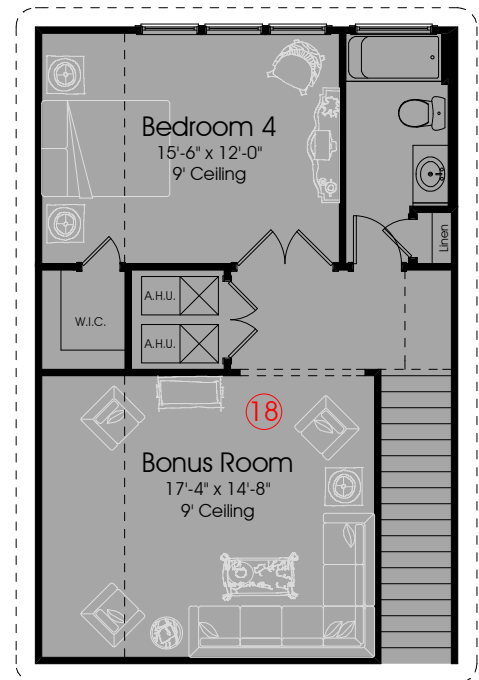 Bedroom 4
15'-6" x 12'-0"
9' Ceiling
Linen
A.H.U.
W.I.C.
A.H.U.
18
Bonus Room
17'-4" x 14'-8"
9' Ceiling